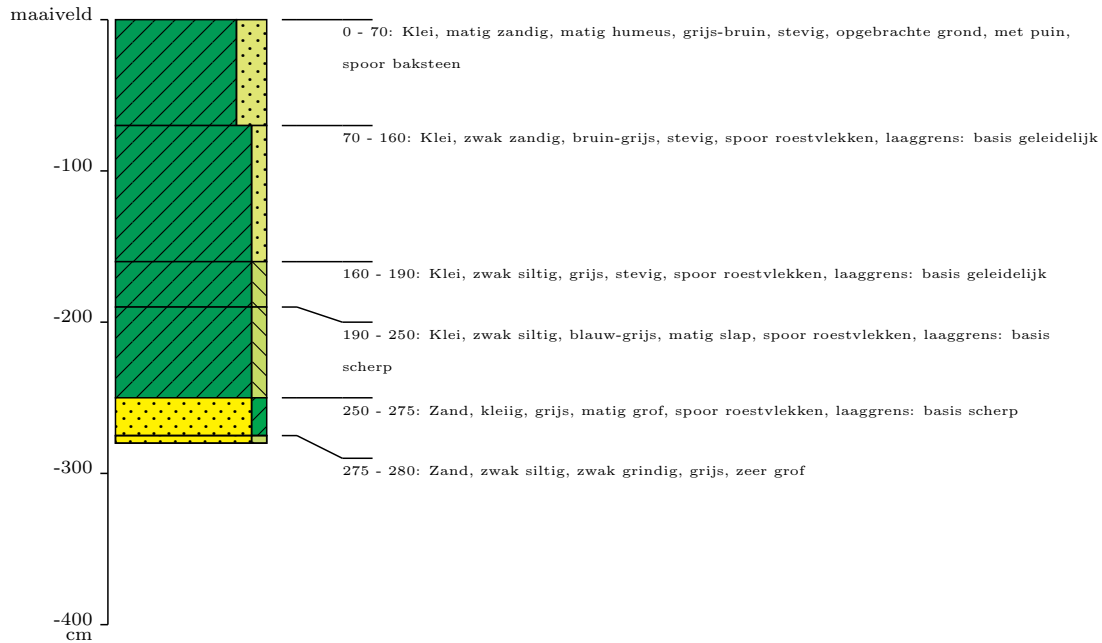 maaiveld
0 - 70: Klei, matig zandig, matig humeus, grijs-bruin, stevig, opgebrachte grond, met puin,
spoor baksteen
70 - 160: Klei, zwak zandig, bruin-grijs, stevig, spoor roestvlekken, laaggrens: basis geleidelijk
-100
160 - 190: Klei, zwak siltig, grijs, stevig, spoor roestvlekken, laaggrens: basis geleidelijk
-200
190 - 250: Klei, zwak siltig, blauw-grijs, matig slap, spoor roestvlekken, laaggrens: basis
scherp
250 - 275: Zand, kleiig, grijs, matig grof, spoor roestvlekken, laaggrens: basis scherp
275 - 280: Zand, zwak siltig, zwak grindig, grijs, zeer grof
-300
-400
cm